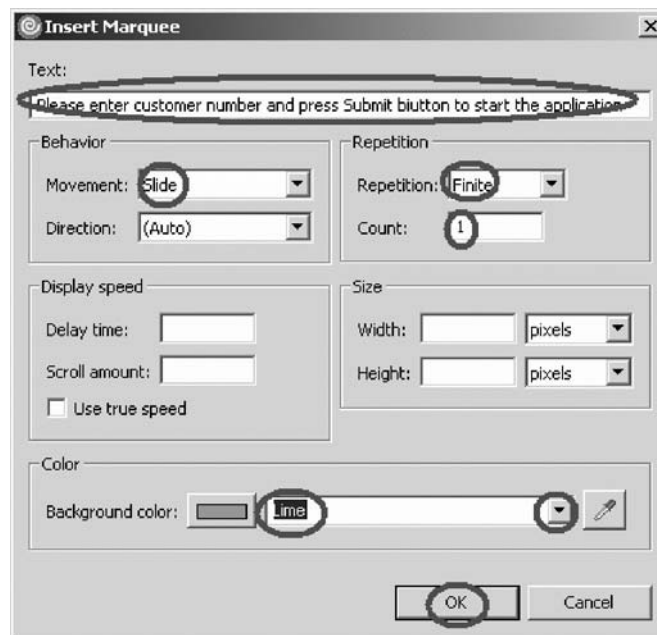 Insert Marquee
Text:
Please enter customer number and press Submit biutton to start the application
Behavior
Movement: Slide
Direction: (Auto)
Repetition
Repetition: Finite
Count: 1
Display speed
Delay time:
Scroll amount:
Use true speed
Size
Width: pixels
Height: pixels
Color
Background color: Lime
OK Cancel